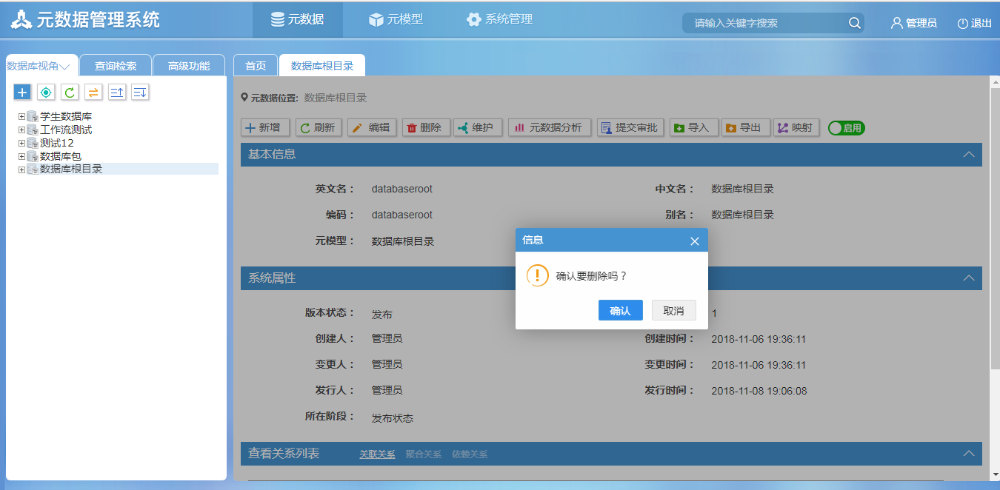 元数据管理系统 元数据 元模型 系统管理 请输入关键字搜索 管理员 退出
数据库视角 查询检索 高级功能 首页 数据库根目录
元数据位置: 数据库根目录
学生数据库
工作流测试
测试12
数据库包
数据库根目录
新增 刷新 编辑 删除 维护 元数据分析 提交审批 导入 导出 映射 启用
基本信息
英文名： databaseroot 中文名： 数据库根目录
编码： databaseroot 别名： 数据库根目录
元模型： 数据库根目录
信息
确认要删除吗？
确认 取消
系统属性
版本状态： 发布 1
创建人： 管理员 创建时间： 2018-11-06 19:36:11
变更人： 管理员 变更时间： 2018-11-06 19:36:11
发行人： 管理员 发行时间： 2018-11-08 19:06:08
所在阶段： 发布状态
查看关系列表 关联关系 聚合关系 依赖关系